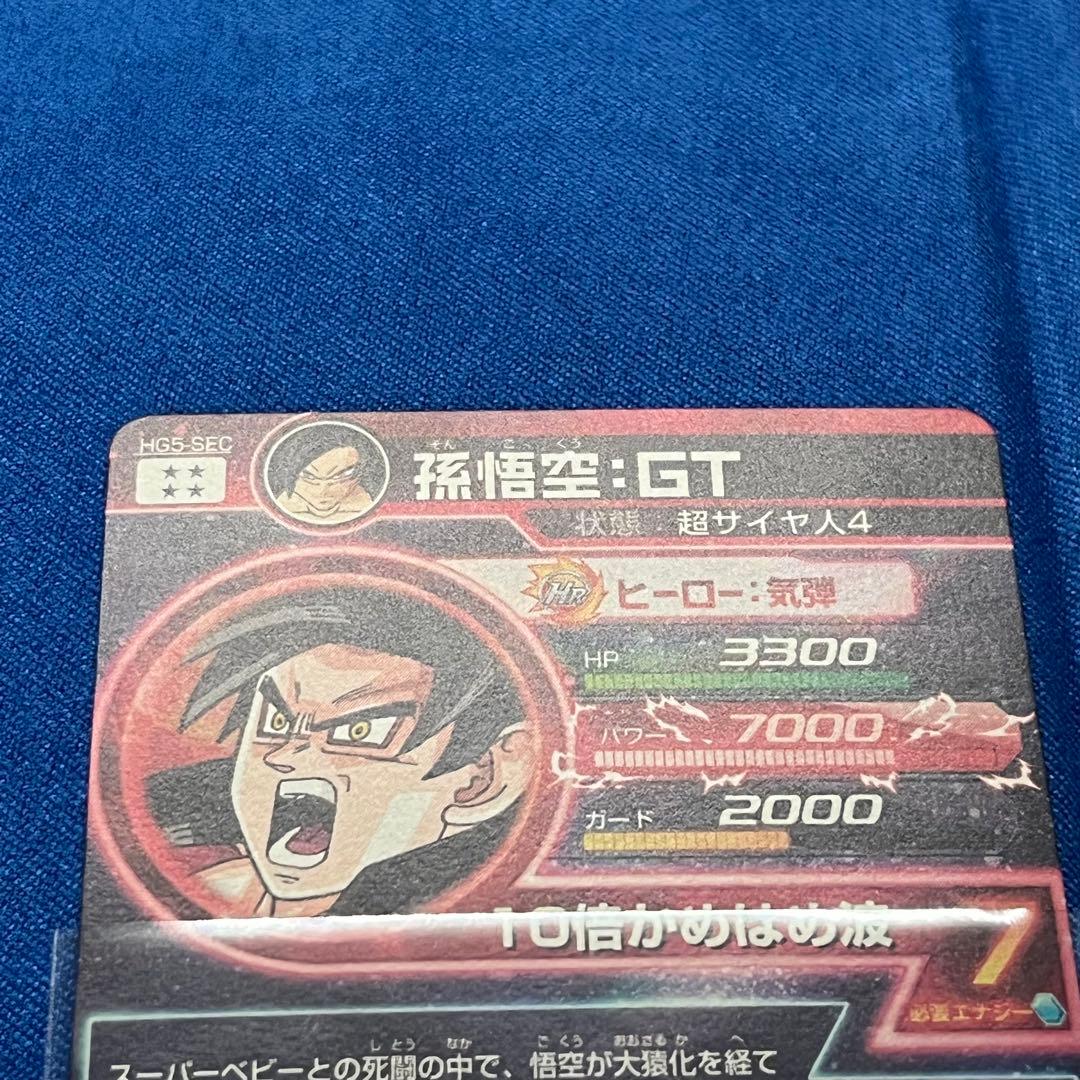 HG5-SEC
そん ご くう
孫悟空:GT
状態:超サイヤ人4
HR ヒーロー:気弾
HP 3300
パワー 7000
ガード 2000
10倍かめはめ波
7
必要エナジー
しとう なか ごくう おおざるか へ
スーパーベビーとの死闘の中で、悟空が大猿化を経て